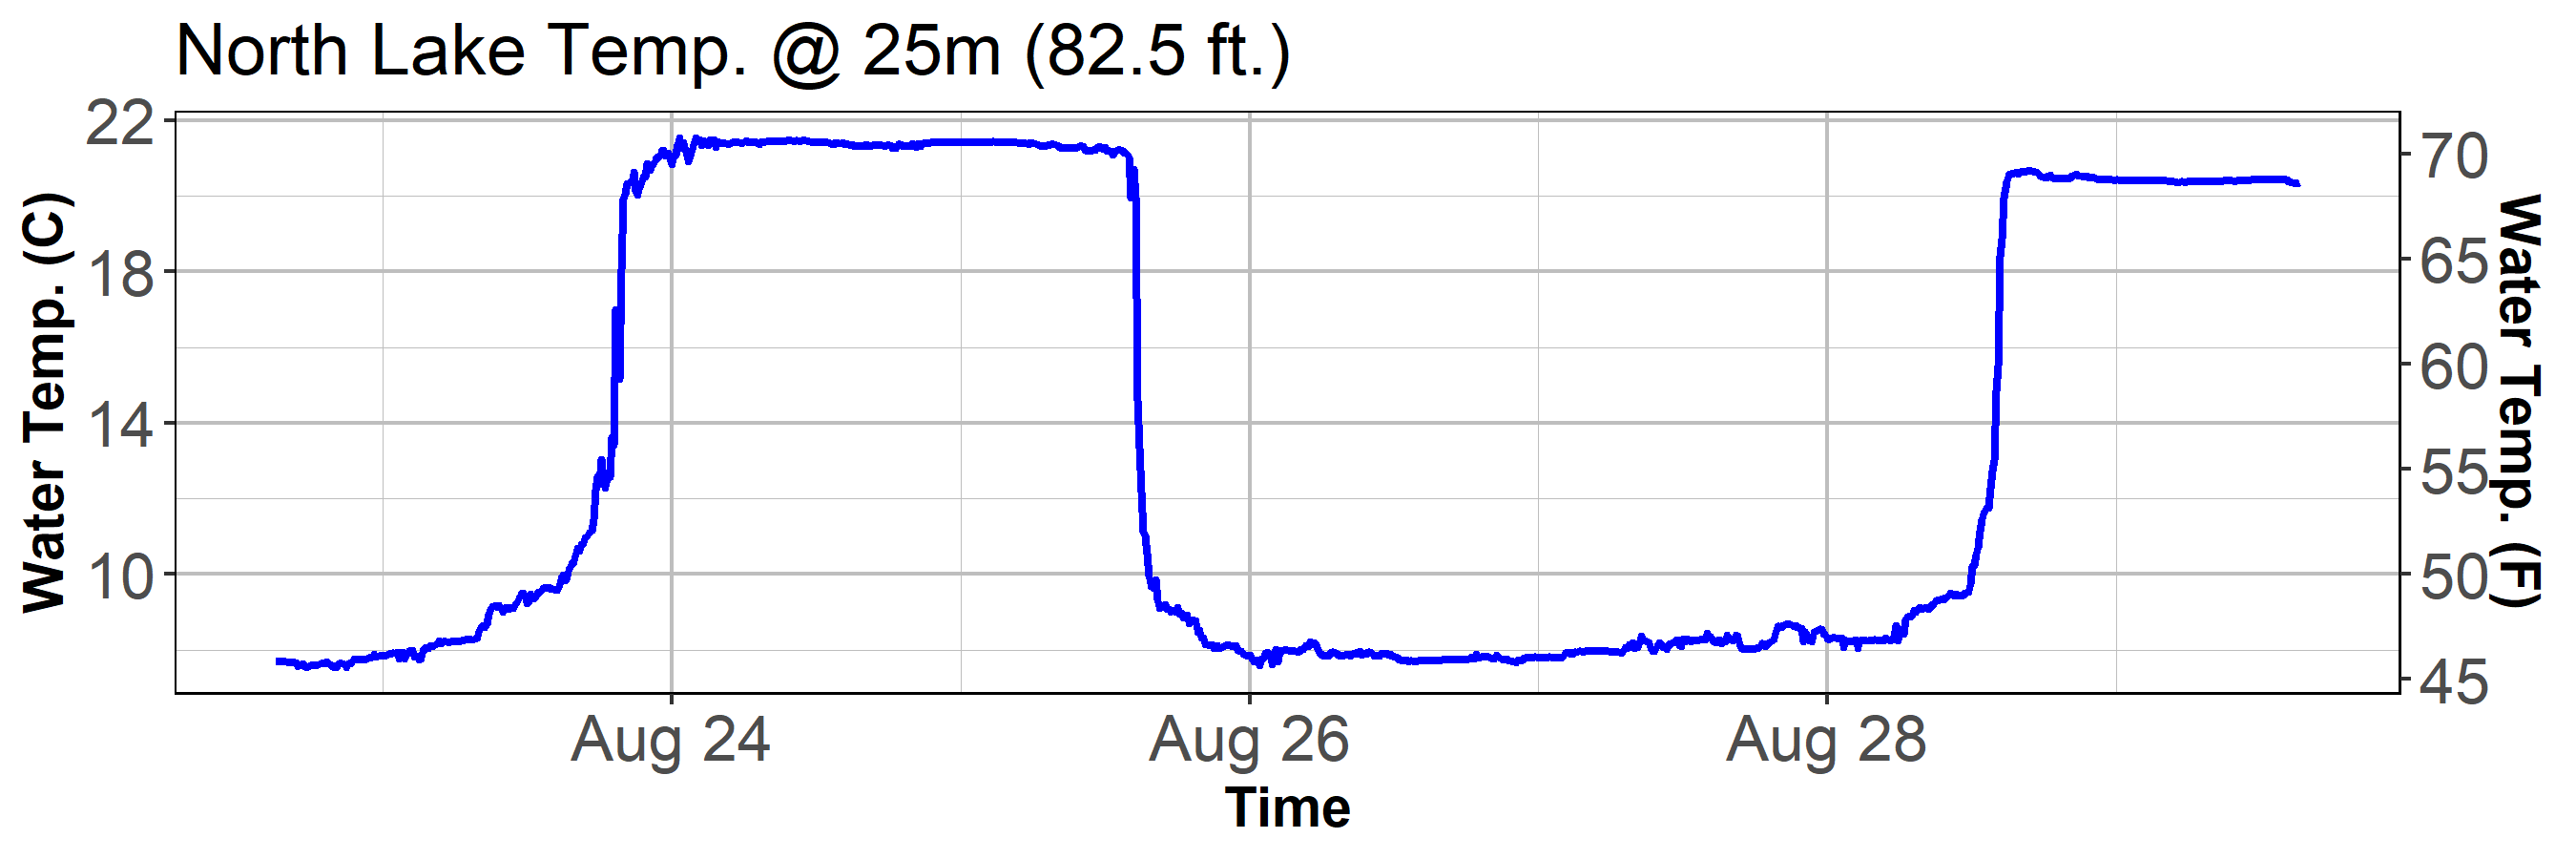 North Lake Temp. @ 25m (82.5 ft.)
Water Temp. (C)
22
18
14
10
70
65
60
55
50
45
Water Temp. (F)
Aug 24
Aug 26
Aug 28
Time